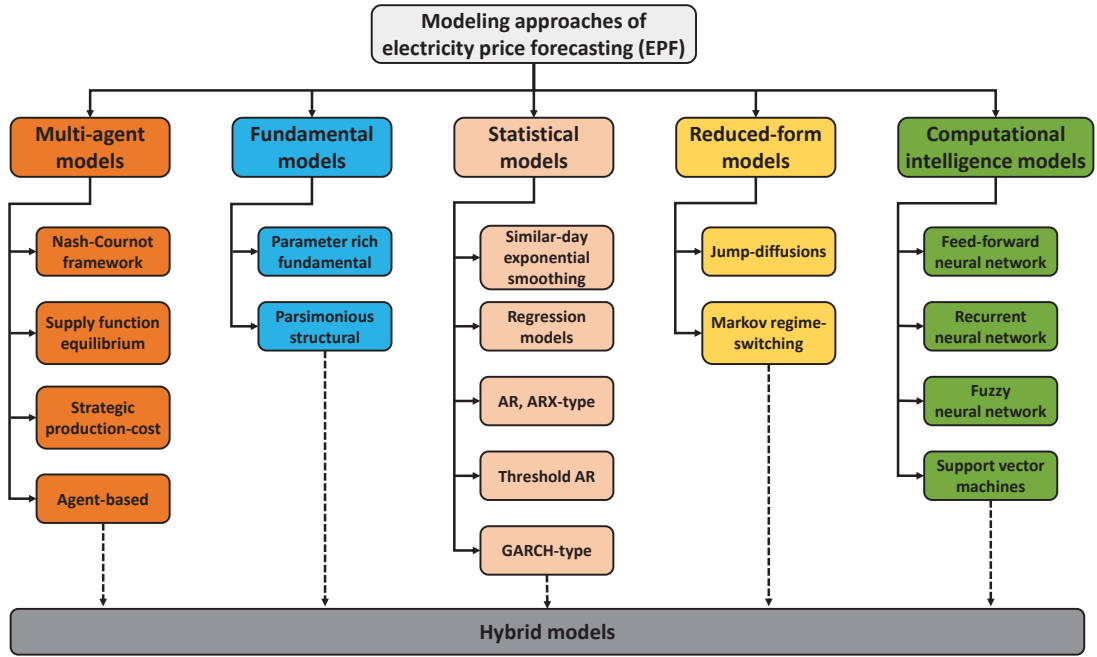 Modeling approaches of
electricity price forecasting (EPF)
Multi-agent
models
Fundamental
models
Statistical
models
Reduced-form
models
Computational
intelligence models
Nash-Cournot
framework
Supply function
equilibrium
Strategic
production-cost
Agent-based
Parameter rich
fundamental
Parsimonious
structural
Similar-day
exponential
smoothing
Regression
models
AR, ARX-type
Threshold AR
GARCH-type
Jump-diffusions
Markov regime-
switching
Feed-forward
neural network
Recurrent
neural network
Fuzzy
neural network
Support vector
machines
Hybrid models